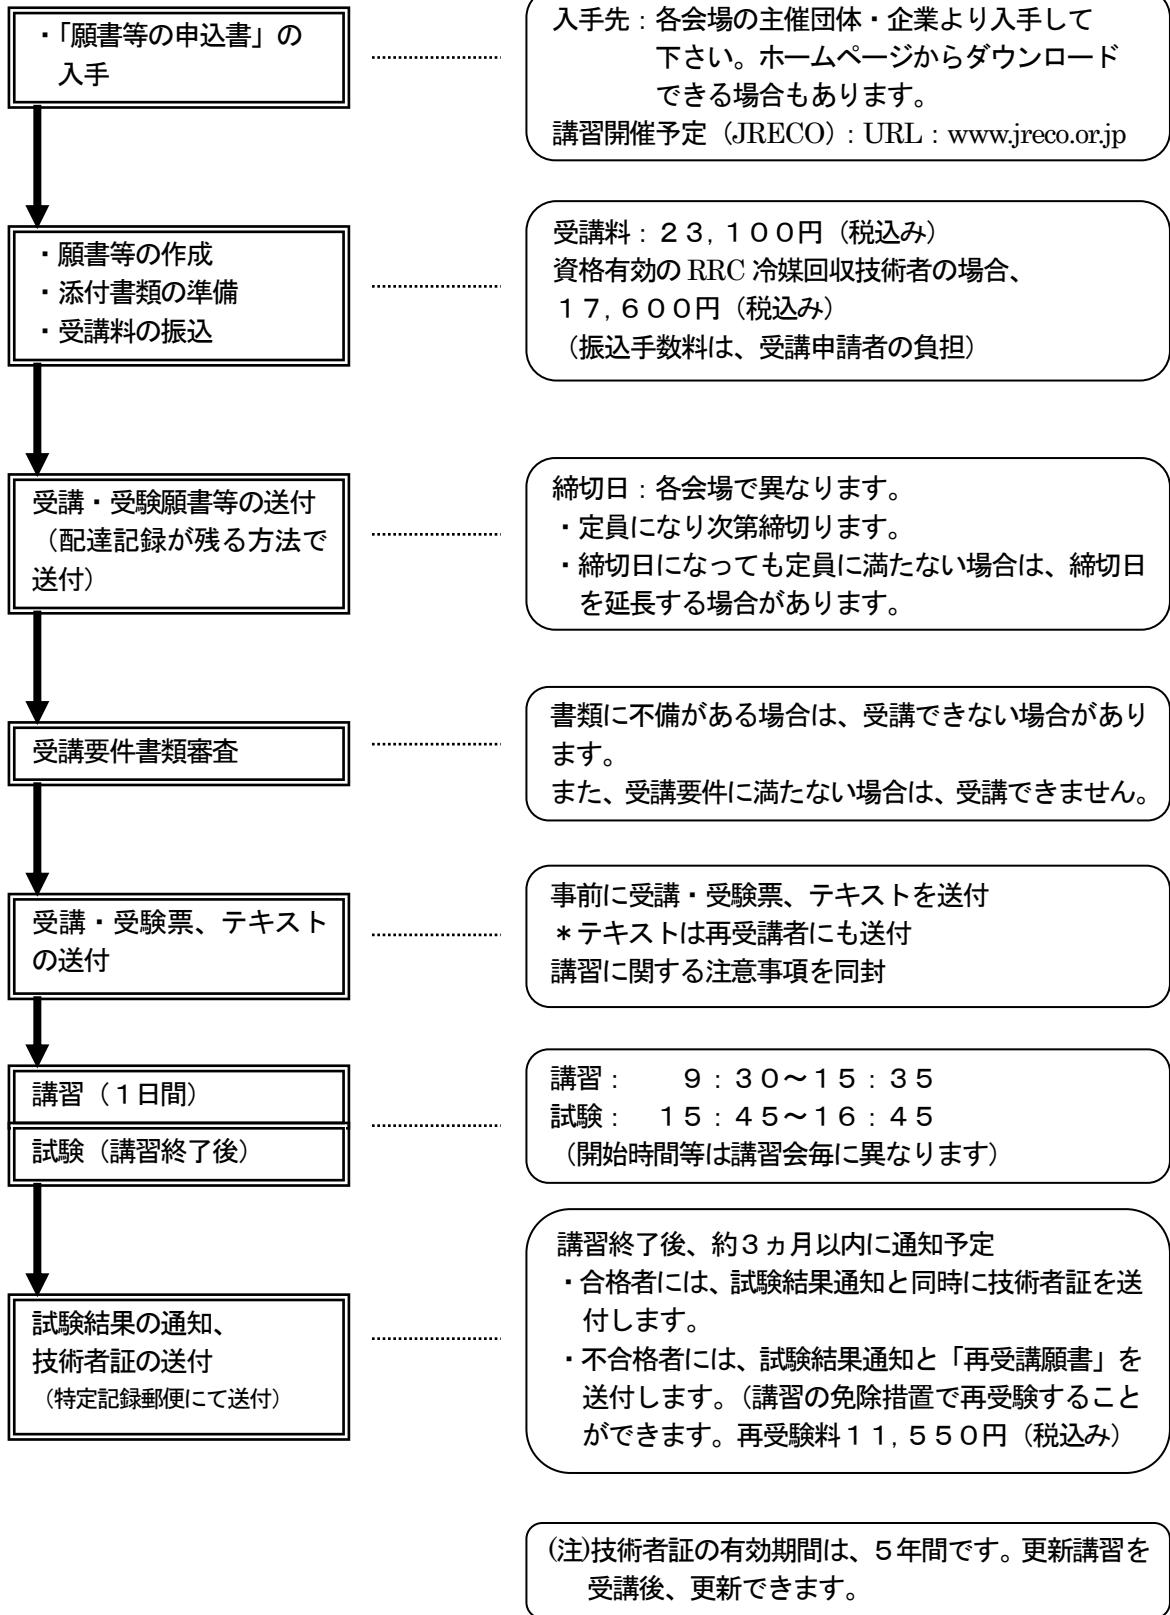 ・「願書等の申込書」の
入手
入手先：各会場の主催団体・企業より入手して
下さい。ホームページからダウンロード
できる場合もあります。
講習開催予定（JRECO）：URL：www.jreco.or.jp
・願書等の作成
・添付書類の準備
・受講料の振込
受講料：２３，１００円（税込み）
資格有効の RRC 冷媒回収技術者の場合、
１７，６００円（税込み）
（振込手数料は、受講申請者の負担）
受講・受験願書等の送付
（配達記録が残る方法で
送付）
締切日：各会場で異なります。
・定員になり次第締切ります。
・締切日になっても定員に満たない場合は、締切日
を延長する場合があります。
受講要件書類審査
書類に不備がある場合は、受講できない場合があり
ます。
また、受講要件に満たない場合は、受講できません。
受講・受験票、テキスト
の送付
事前に受講・受験票、テキストを送付
＊テキストは再受講者にも送付
講習に関する注意事項を同封
講習（１日間）
試験（講習終了後）
講習：　９：３０～１５：３５
試験：　１５：４５～１６：４５
（開始時間等は講習会毎に異なります）
試験結果の通知、
技術者証の送付
（特定記録郵便にて送付）
講習終了後、約３ヵ月以内に通知予定
・合格者には、試験結果通知と同時に技術者証を送
付します。
・不合格者には、試験結果通知と「再受講願書」を
送付します。（講習の免除措置で再受験すること
ができます。再受験料１１，５５０円（税込み）
(注)技術者証の有効期間は、５年間です。更新講習を
受講後、更新できます。